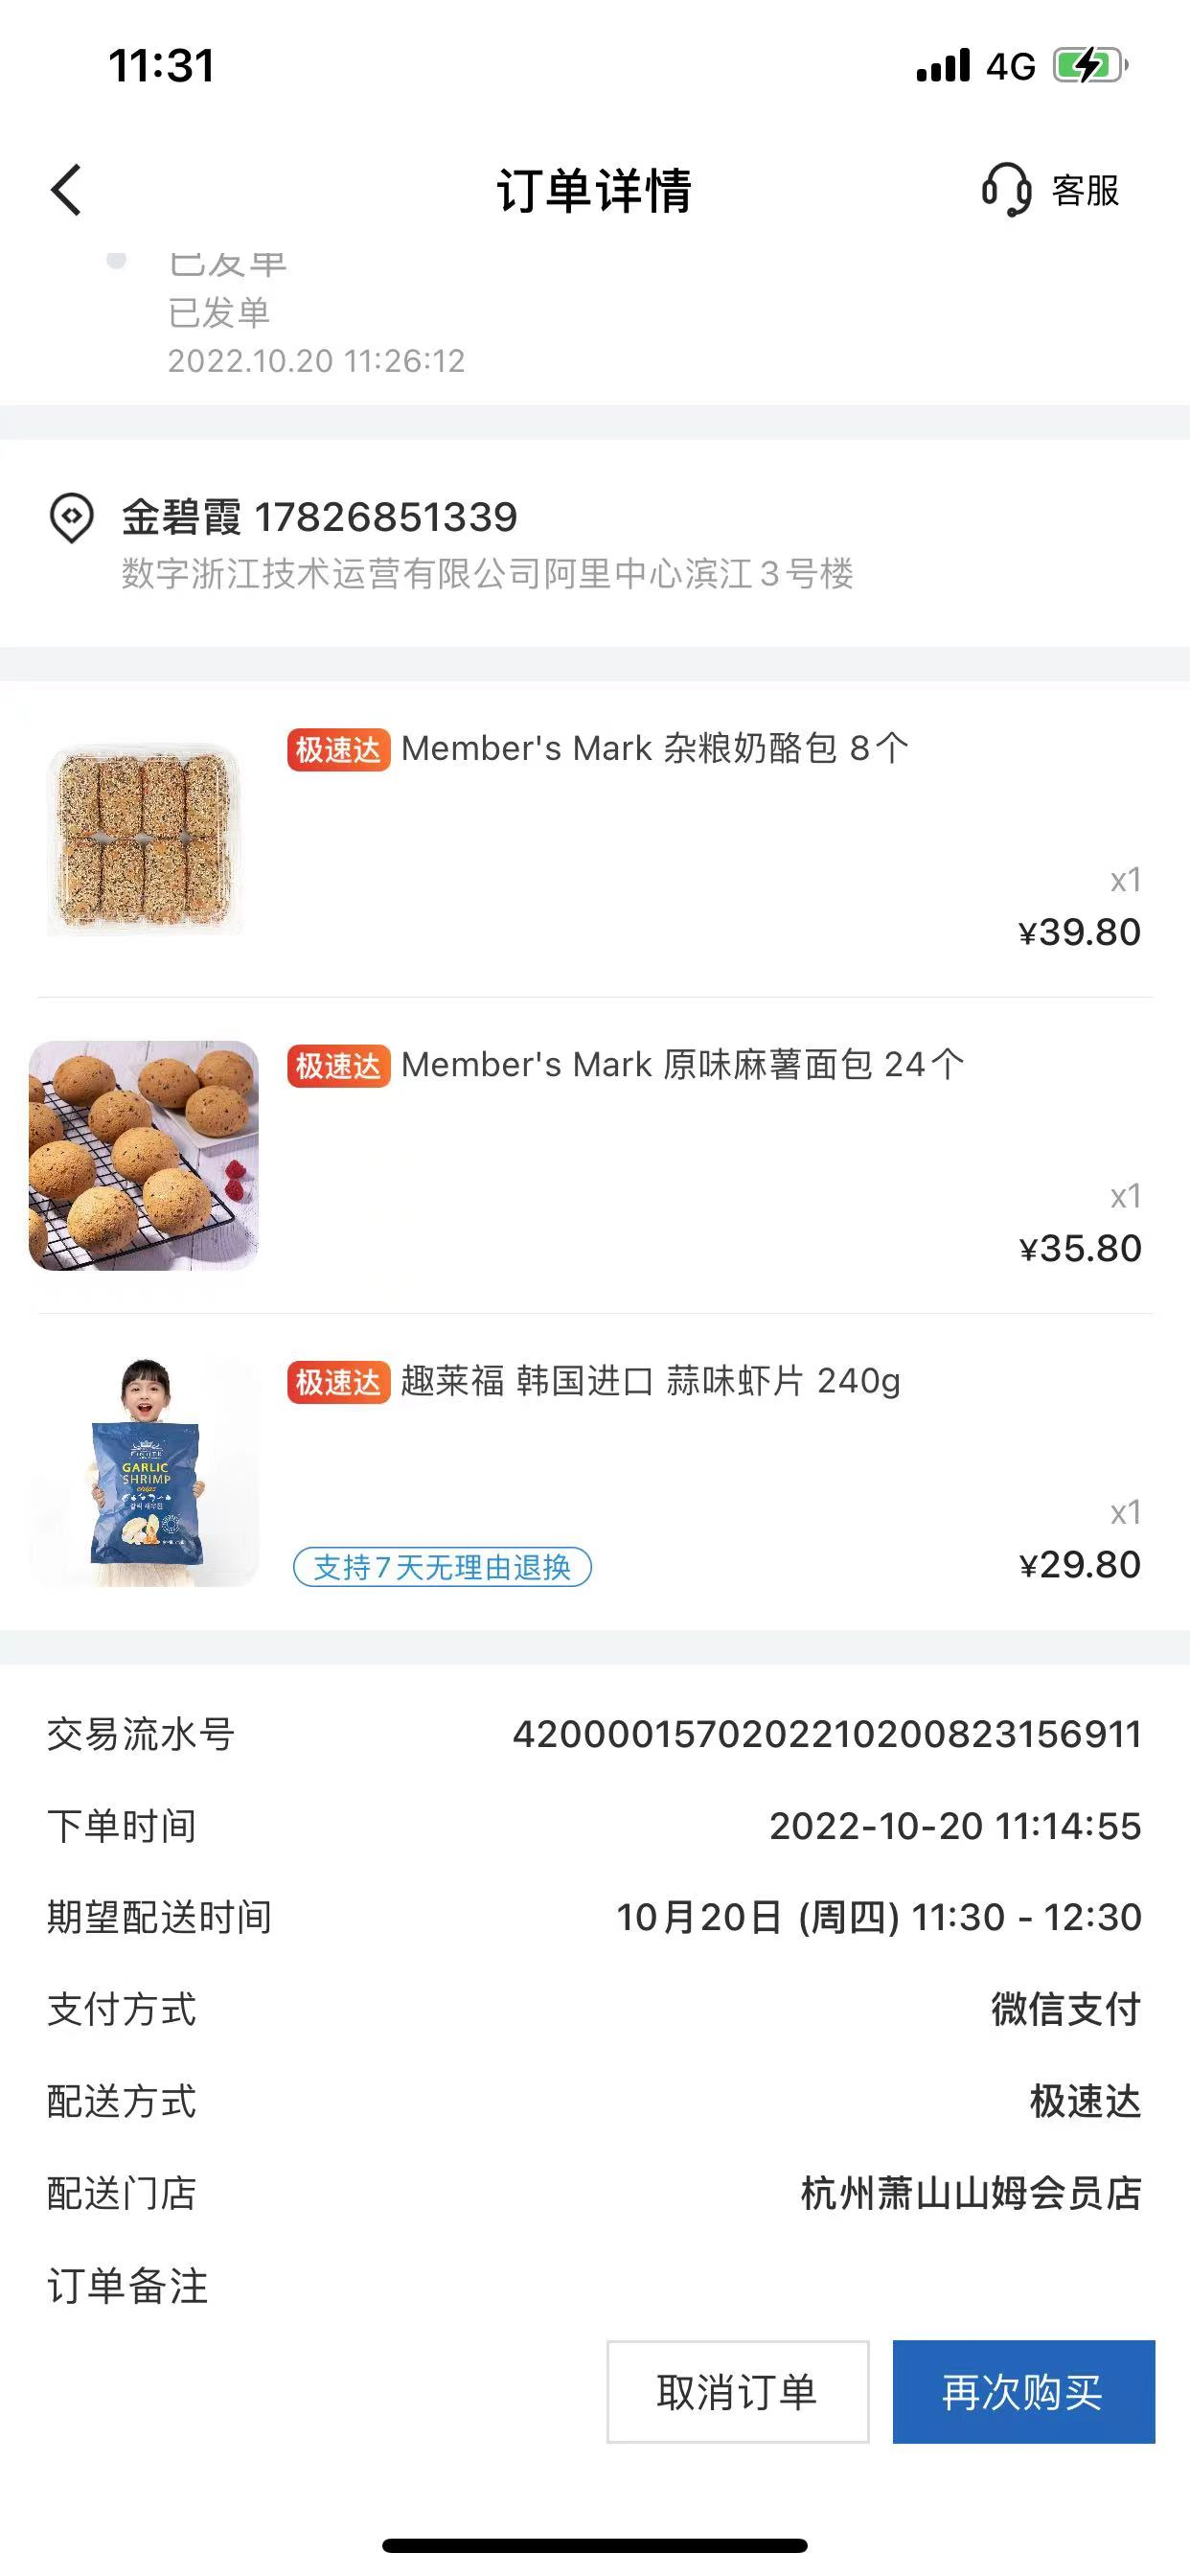 11:31
4G
订单详情
客服
已发单
已发单
2022.10.20 11:26:12
金碧霞 17826851339
数字浙江技术运营有限公司阿里中心滨江3号楼
极速达 Member's Mark 杂粮奶酪包 8个
x1
¥39.80
极速达 Member's Mark 原味麻薯面包 24个
x1
¥35.80
极速达 趣莱福 韩国进口 蒜味虾片 240g
GARLIC
SHRIMP
chips
x1
支持7天无理由退换
¥29.80
交易流水号 4200001570202210200823156911
下单时间 2022-10-20 11:14:55
期望配送时间 10月20日 (周四) 11:30 - 12:30
支付方式 微信支付
配送方式 极速达
配送门店 杭州萧山山姆会员店
订单备注
取消订单
再次购买